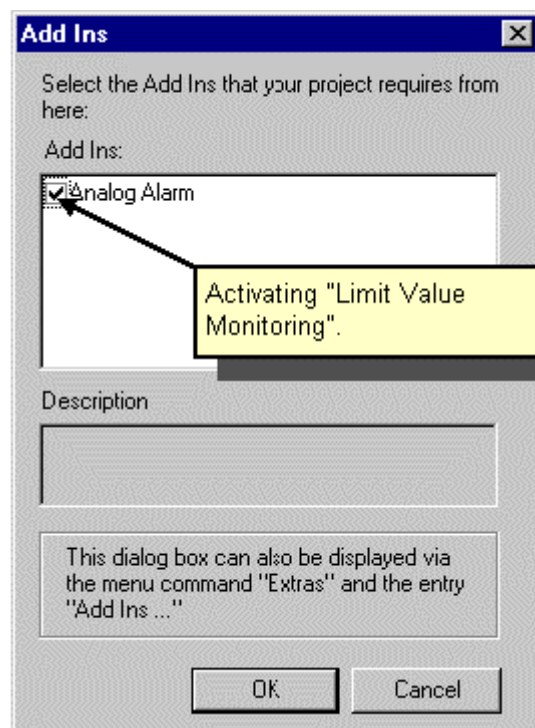 Add Ins
Select the Add Ins that your project requires from
here:
Add Ins:
Analog Alarm
Activating "Limit Value
Monitoring".
Description
This dialog box can also be displayed via
the menu command "Extras" and the entry
"Add Ins ..."
OK
Cancel